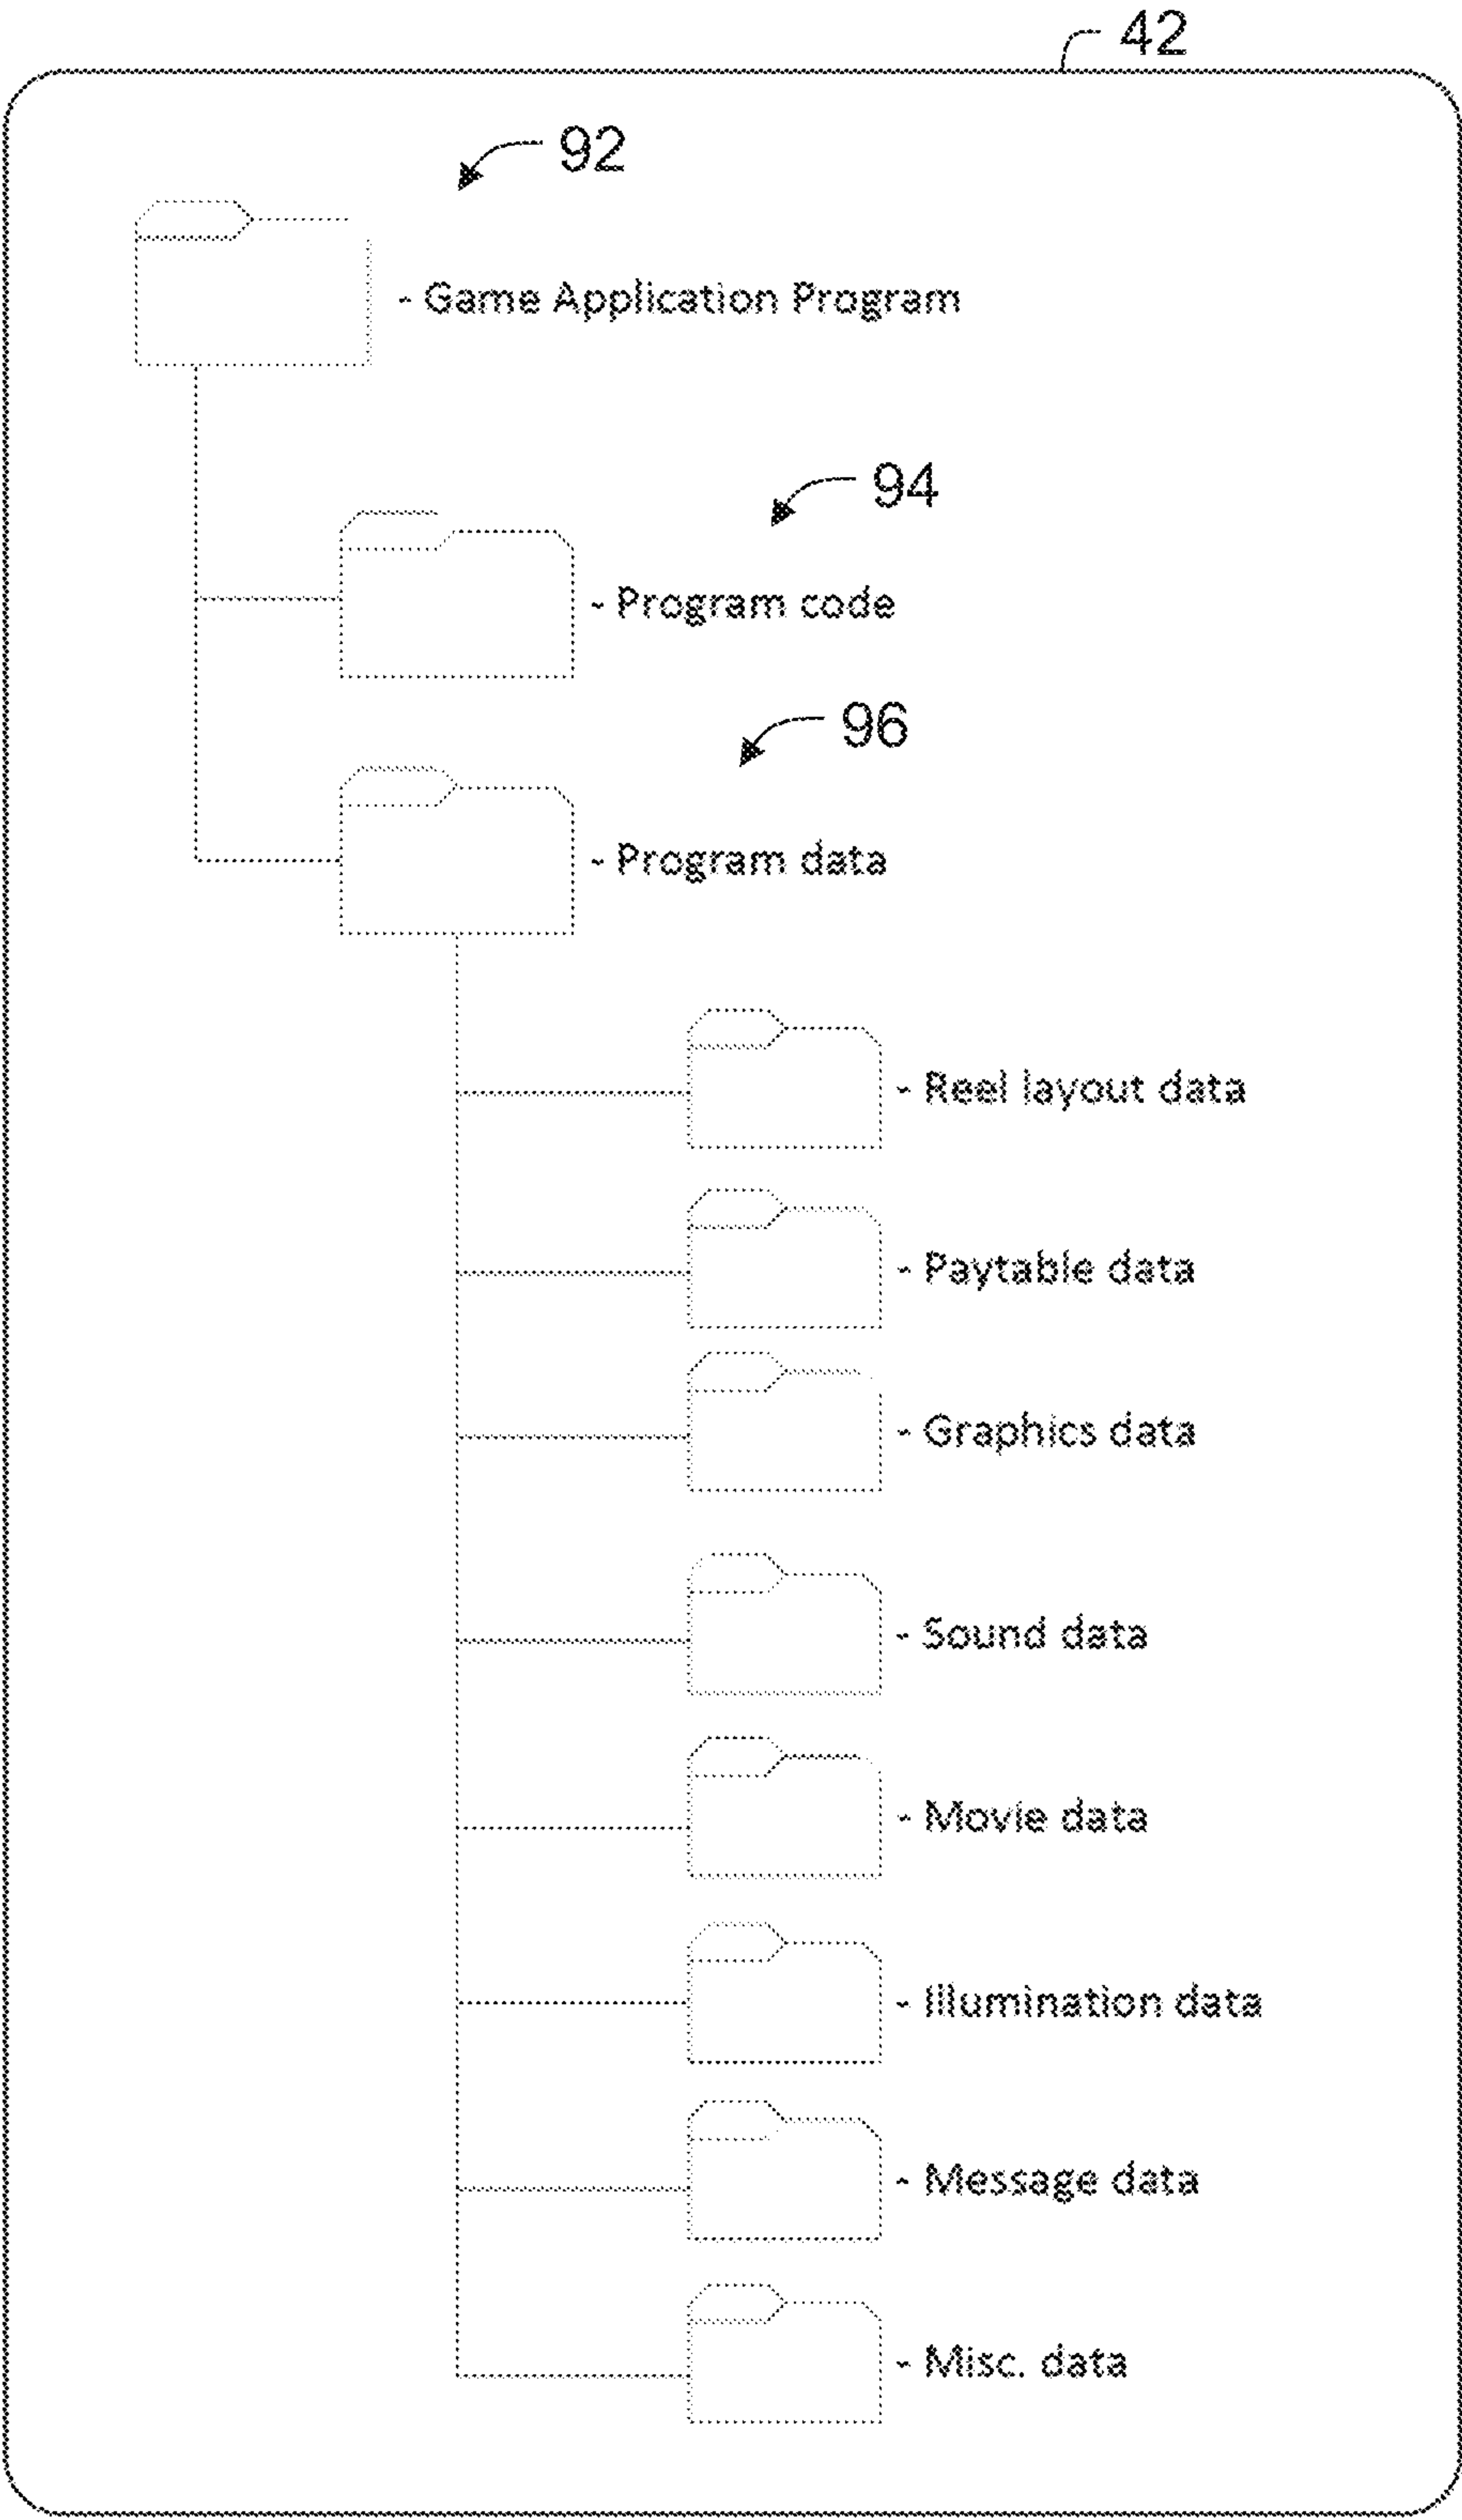 42
92
- Game Application Program
94
- Program code
96
- Program data
- Reel layout data
- Paytable data
- Graphics data
- Sound data
- Movie data
- Illumination data
- Message data
- Misc. data